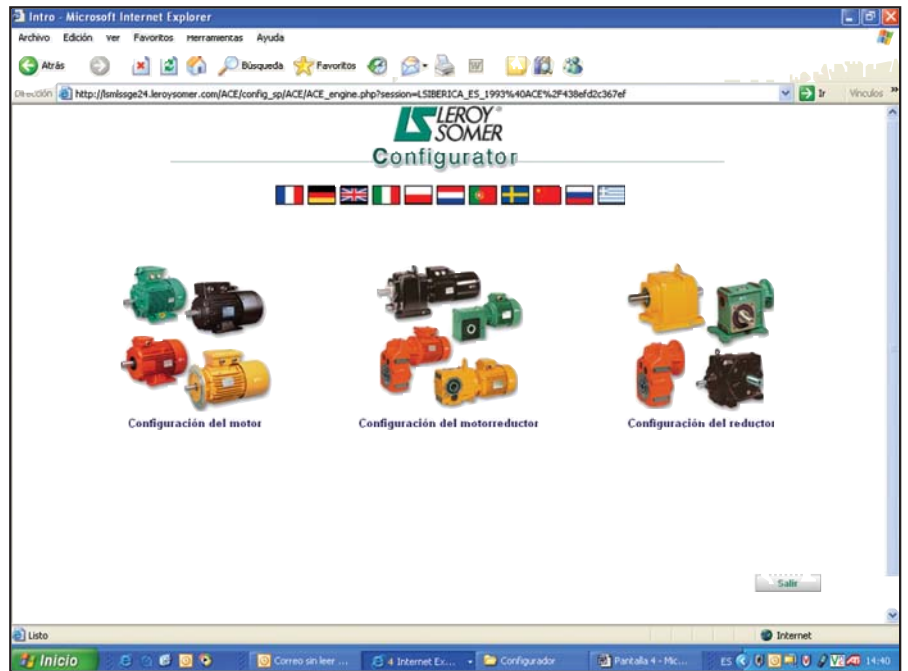 Intro - Microsoft Internet Explorer
Archivo Edición Ver Favoritos Herramientas Ayuda
Atrás Búsqueda Favoritos
Dirección http://lsmlssge24.leroysomer.com/ACE/config_sp/ACE/ACE_engine.php?session=LSIBERICA_ES_1993%40ACE%2F438efd2c367ef Ir Vínculos »
LS LEROY®
SOMER
Configurator
Configuración del motor Configuración del motorreductor Configuración del reductor
Salir
Listo Internet
Inicio Correo sin leer ... 4 Internet Ex... Configurador Pantalla 4 - Mic... ES 14:40